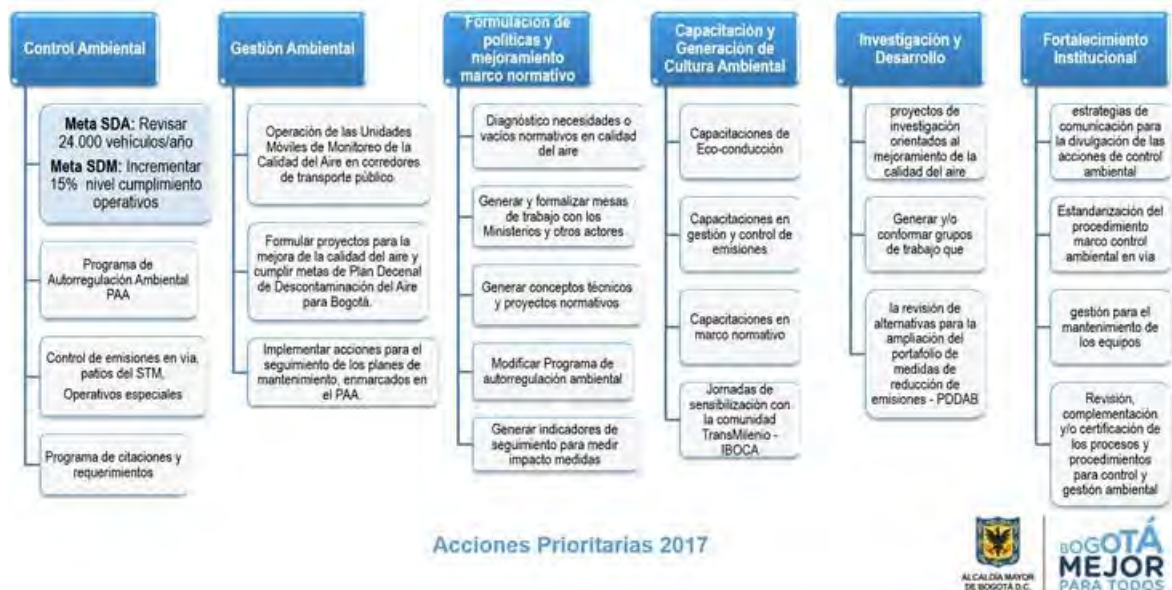 Control Ambiental
Meta SDA: Revisar
24.000 vehículos/año
Meta SDM: Incrementar
15% nivel cumplimiento
operativos
Programa de
Autorregulación Ambiental
PAA
Control de emisiones en vía,
patios del STM,
Operativos especiales
Programa de citaciones y
requerimientos
Gestión Ambiental
Operación de las Unidades
Móviles de Monitoreo de la
Calidad del Aire en corredores
de transporte público
Formular proyectos para la
mejora de la calidad del aire y
cumplir metas de Plan Decenal
de Descontaminación del Aire
para Bogotá.
Implementar acciones para el
seguimiento de los planes de
mantenimiento, enmarcados en
el PAA.
Formulación de
políticas y
mejoramiento
marco normativo
Diagnóstico necesidades o
vacíos normativos en calidad
del aire
Generar y formalizar mesas
de trabajo con los
Ministerios y otros actores
Generar conceptos técnicos
y proyectos normativos
Modificar Programa de
autorregulación ambiental
Generar indicadores de
seguimiento para medir
impacto medidas
Capacitación y
Generación de
Cultura Ambiental
Capacitaciones de
Eco-conducción
Capacitaciones en
gestión y control de
emisiones
Capacitaciones en
marco normativo
Jornadas de
sensibilización con
la comunidad
TransMilenio -
IBOCA
Investigación y
Desarrollo
proyectos de
investigación
orientados al
mejoramiento de la
calidad del aire
Generar y/o
conformar grupos
de trabajo que
la revisión de
alternativas para la
ampliación del
portafolio de
medidas de
reducción de
emisiones - PDDAB
Fortalecimiento
Institucional
estrategias de
comunicación para
la divulgación de las
acciones de control
ambiental
Estandarización del
procedimiento
marco control
ambiental en vía
gestión para el
mantenimiento de
los equipos
Revisión,
complementación
y/o certificación de
los procesos y
procedimientos
para control y
gestión ambiental
Acciones Prioritarias 2017
ALCALDÍA MAYOR
DE BOGOTÁ D.C.
BOGOTÁ
MEJOR
PARA TODOS